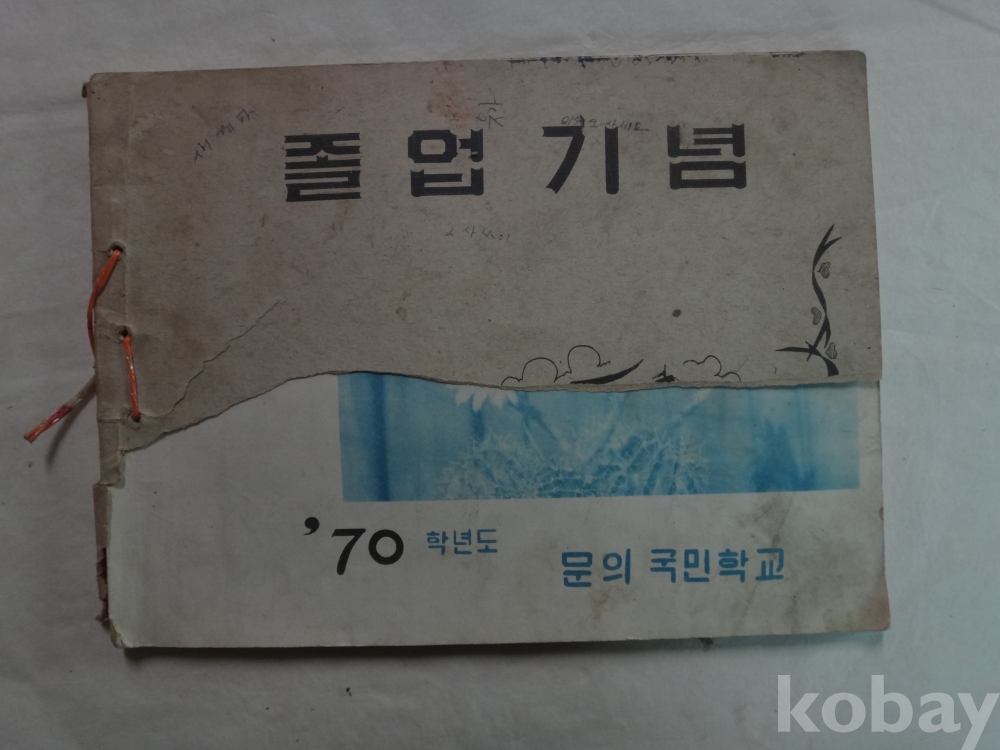 졸업기념
'70 학년도
문의 국민학교
kobay